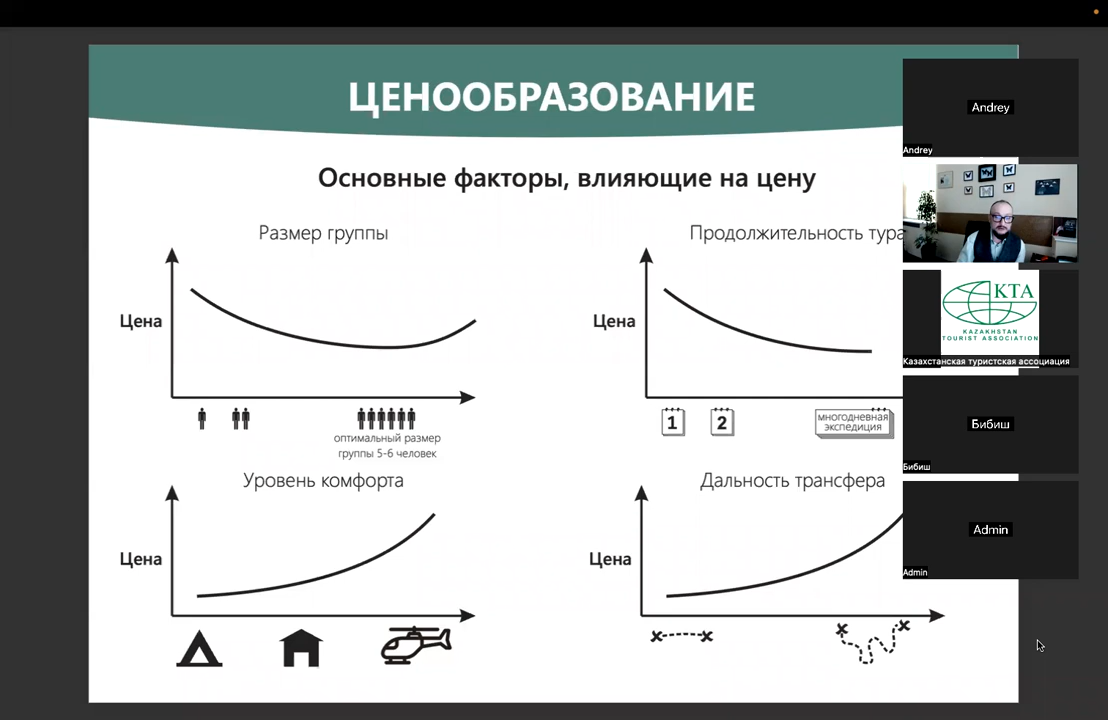 ЦЕНООБРАЗОВАНИЕ
Основные факторы, влияющие на цену
Размер группы
Цена
оптимальный размер
группы 5-6 человек
Продолжительность тура
Цена
1
2
многодневная
экспедиция
Уровень комфорта
Цена
Дальность трансфера
Цена
Andrey
Andrey
KTA
KAZAKHSTAN
TOURIST ASSOCIATION
Казахстанская туристская ассоциация
Бибиш
Бибиш
Admin
Admin